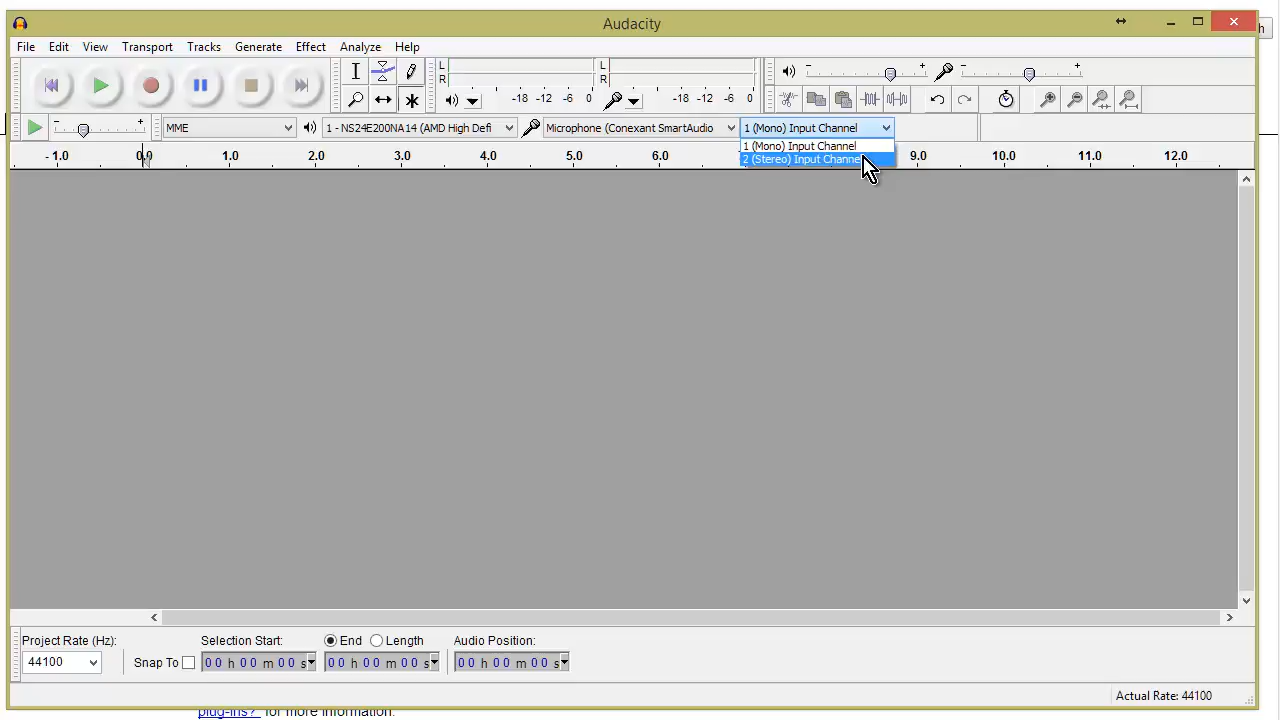 Audacity
File Edit View Transport Tracks Generate Effect Analyze Help
L
R
-18 -12 -6 0
L
R
-18 -12 -6 0
- +
- +
- +
MME
1 - NS24E200NA14 (AMD High Defi
Microphone (Conexant SmartAudio
1 (Mono) Input Channel
1 (Mono) Input Channel
2 (Stereo) Input Channel
- 1.0 0.0 1.0 2.0 3.0 4.0 5.0 6.0 9.0 10.0 11.0 12.0
Project Rate (Hz):
44100
Snap To
Selection Start:
End
Length
Audio Position:
00 h 00 m 00 s
00 h 00 m 00 s
00 h 00 m 00 s
Actual Rate: 44100
plug-ins? for more information.